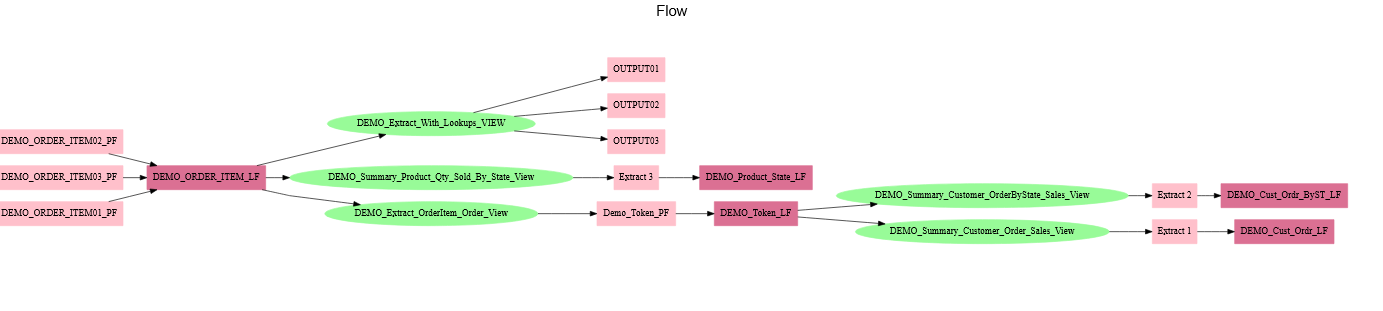 Flow
OUTPUT01
OUTPUT02
DEMO_Extract_With_Lookups_VIEW
OUTPUT03
DEMO_ORDER_ITEM02_PF
DEMO_ORDER_ITEM03_PF
DEMO_ORDER_ITEM_LF
DEMO_Summary_Product_Qty_Sold_By_State_View
Extract 3
DEMO_Product_State_LF
DEMO_Summary_Customer_OrderByState_Sales_View
Extract 2
DEMO_Cust_Ordr_ByST_LF
DEMO_ORDER_ITEM01_PF
DEMO_Extract_OrderItem_Order_View
Demo_Token_PF
DEMO_Token_LF
DEMO_Summary_Customer_Order_Sales_View
Extract 1
DEMO_Cust_Ordr_LF